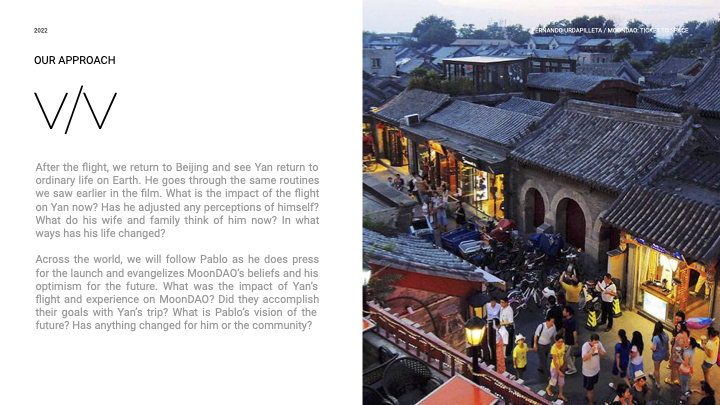 2022
FERNANDO URDAPILLETA / MOONDAO: TICKET TO SPACE
OUR APPROACH
V/V
After the flight, we return to Beijing and see Yan return to
ordinary life on Earth. He goes through the same routines
we saw earlier in the film. What is the impact of the flight
on Yan now? Has he adjusted any perceptions of himself?
What do his wife and family think of him now? In what
ways has his life changed?
Across the world, we will follow Pablo as he does press
for the launch and evangelizes MoonDAO's beliefs and his
optimism for the future. What was the impact of Yan's
flight and experience on MoonDAO? Did they accomplish
their goals with Yan's trip? What is Pablo's vision of the
future? Has anything changed for him or the community?